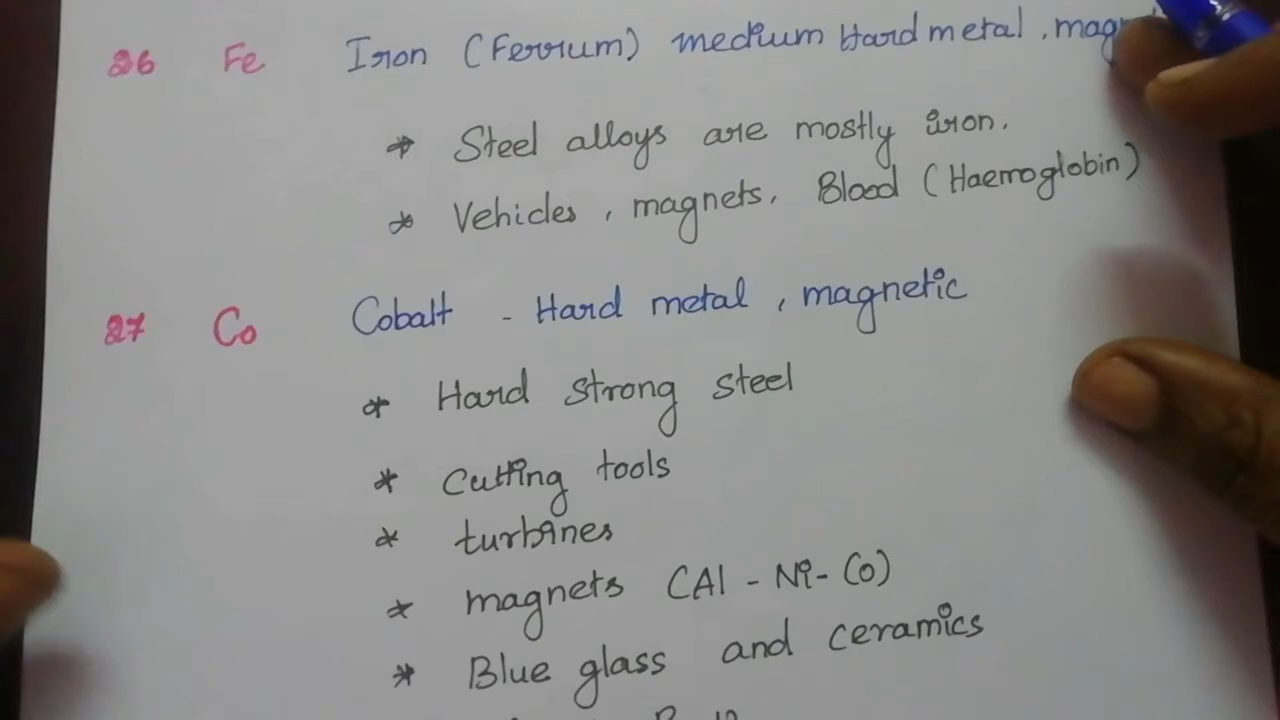 26 Fe Iron (Ferrum) medium Hard metal, mag
* Steel alloys are mostly iron.
* Vehicles, magnets, Blood (Haemoglobin)
27 Co Cobalt - Hard metal, magnetic
* Hard strong steel
* Cutting tools
* turbines
* magnets (Al - Ni - Co)
* Blue glass and ceramics